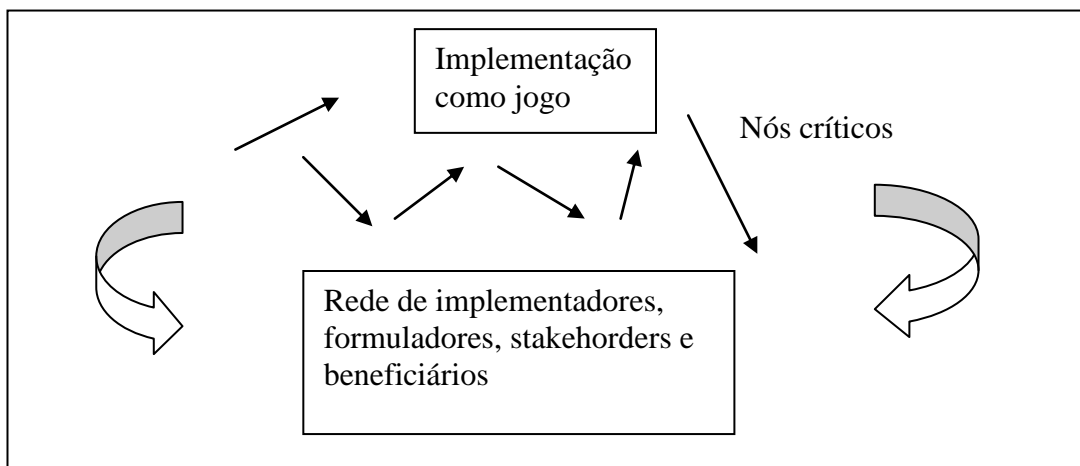 Implementação
como jogo
Nós críticos
Rede de implementadores,
formuladores, stakehorders e
beneficiários